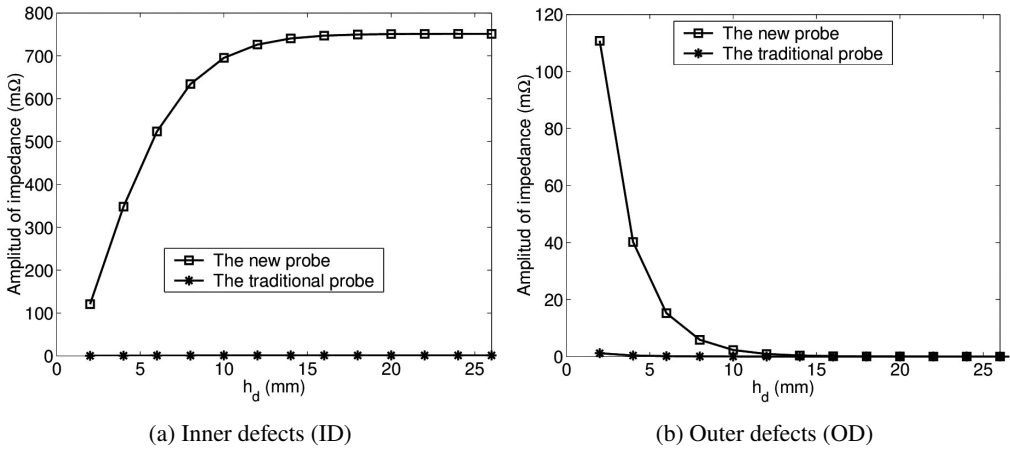 800
700
600
500
400
300
200
100
0
Amplitud of impedance (mΩ)
The new probe
The traditional probe
0 5 10 15 20 25
h_d (mm)
(a) Inner defects (ID)
120
100
80
60
40
20
0
Amplitud of impedance (mΩ)
The new probe
The traditional probe
0 5 10 15 20 25
h_d (mm)
(b) Outer defects (OD)